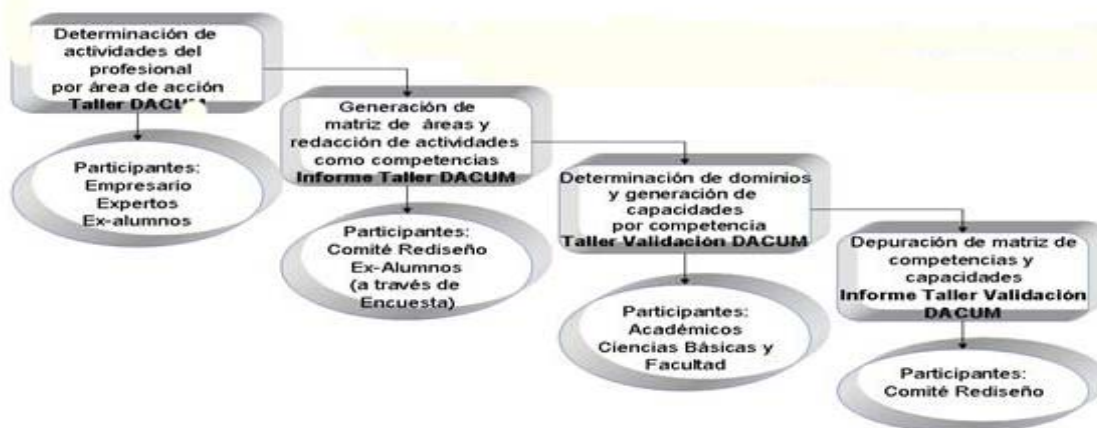 Determinación de
actividades del
profesional
por área de acción
Taller DACUM
Participantes:
Empresario
Expertos
Ex-alumnos
Generación de
matriz de áreas y
redacción de actividades
como competencias
Informe Taller DACUM
Participantes:
Comité Rediseño
Ex-Alumnos
(a través de
Encuesta)
Determinación de dominios
y generación de
capacidades
por competencia
Taller Validación DACUM
Participantes:
Académicos
Ciencias Básicas y
Facultad
Depuración de matriz de
competencias y
capacidades
Informe Taller Validación
DACUM
Participantes:
Comité Rediseño